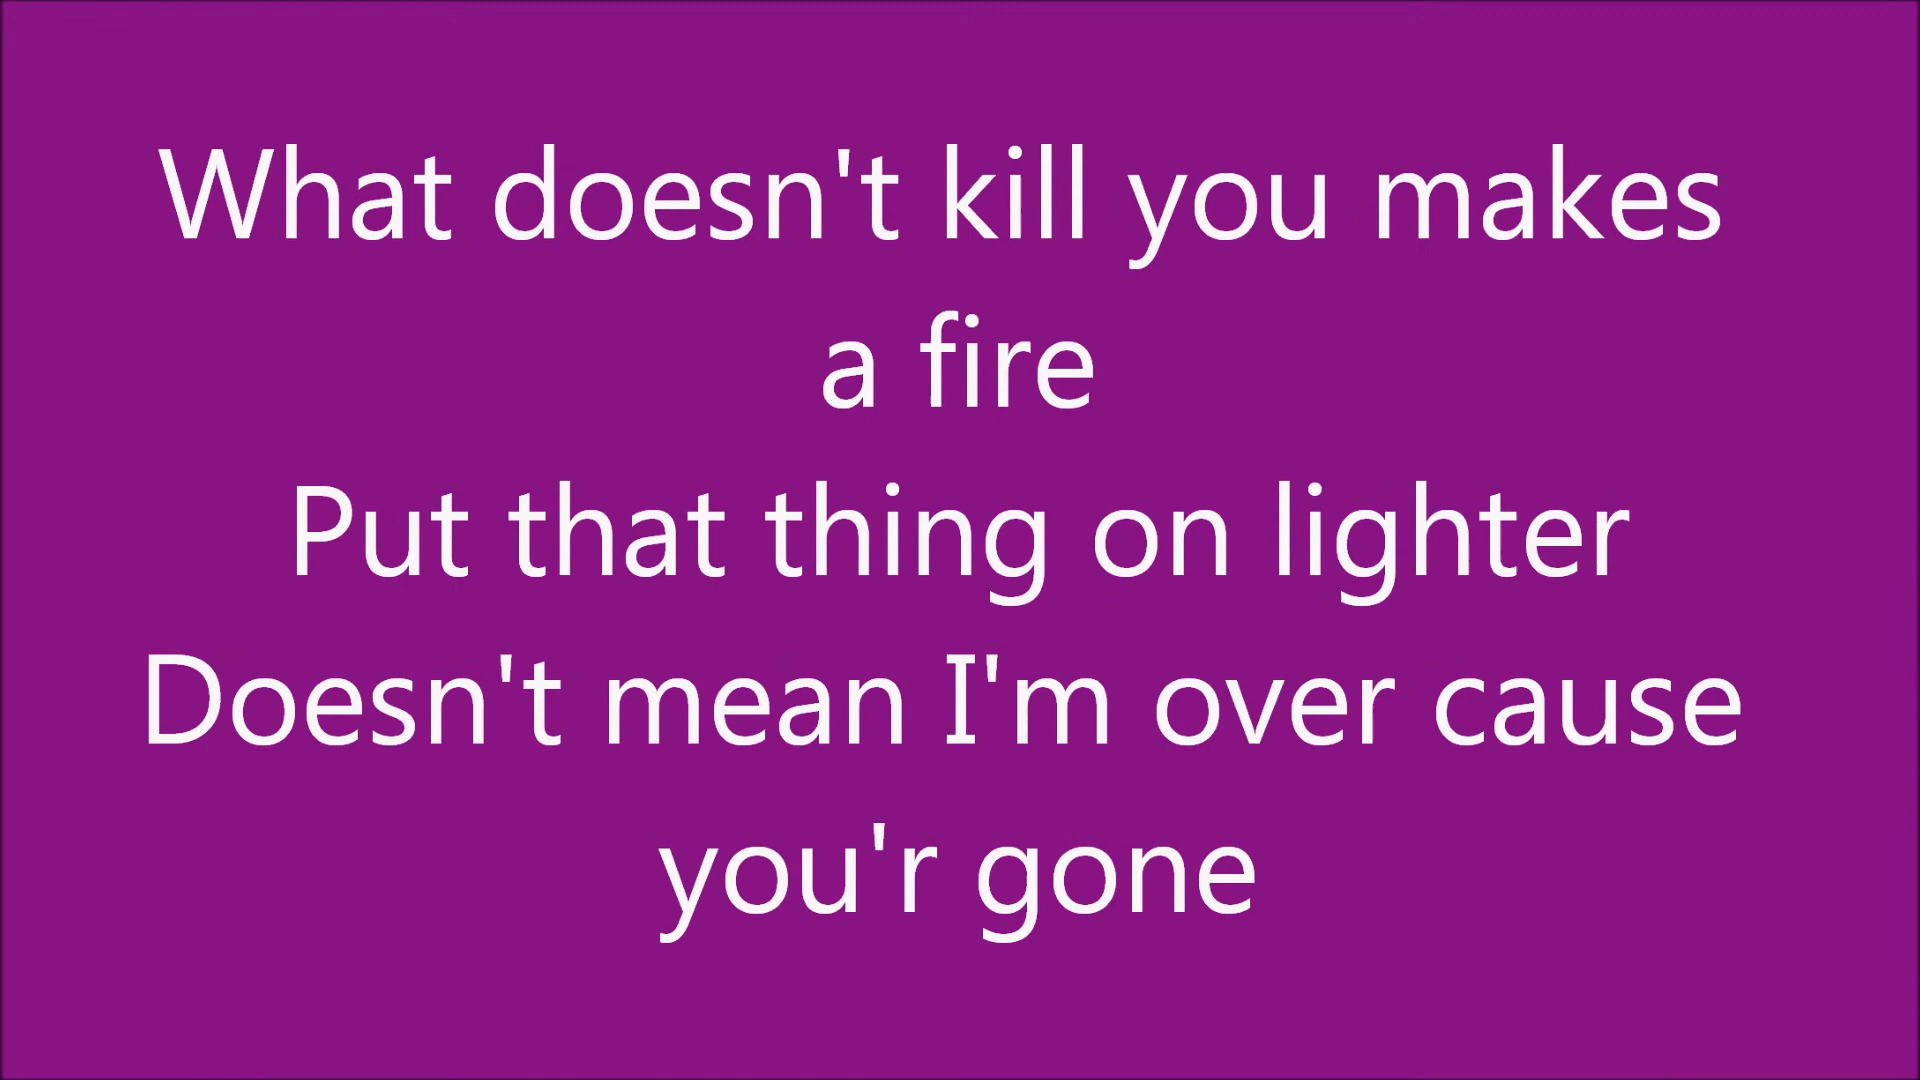 What doesn't kill you makes
a fire
Put that thing on lighter
Doesn't mean I'm over cause
you'r gone